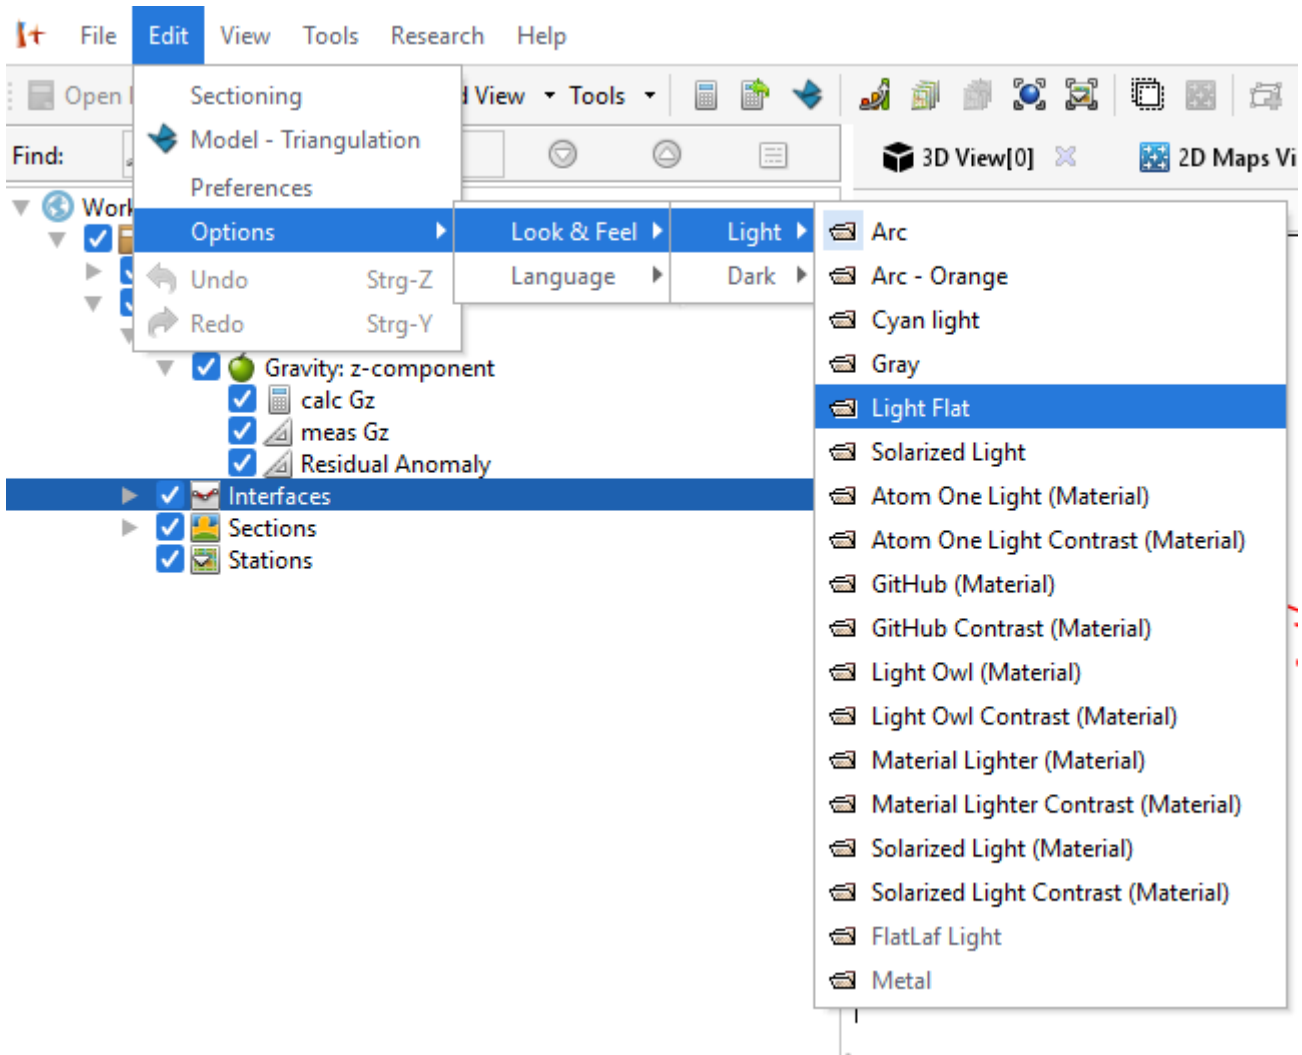 File Edit View Tools Research Help
Open View Tools
Find:
3D View[0] 2D Maps
Sectioning
Model - Triangulation
Preferences
Options
Undo Strg-Z
Redo Strg-Y
Look & Feel
Language
Light
Dark
Arc
Arc - Orange
Cyan light
Gray
Light Flat
Solarized Light
Atom One Light (Material)
Atom One Light Contrast (Material)
GitHub (Material)
GitHub Contrast (Material)
Light Owl (Material)
Light Owl Contrast (Material)
Material Lighter (Material)
Material Lighter Contrast (Material)
Solarized Light (Material)
Solarized Light Contrast (Material)
FlatLaf Light
Metal
Gravity: z-component
calc Gz
meas Gz
Residual Anomaly
Interfaces
Sections
Stations